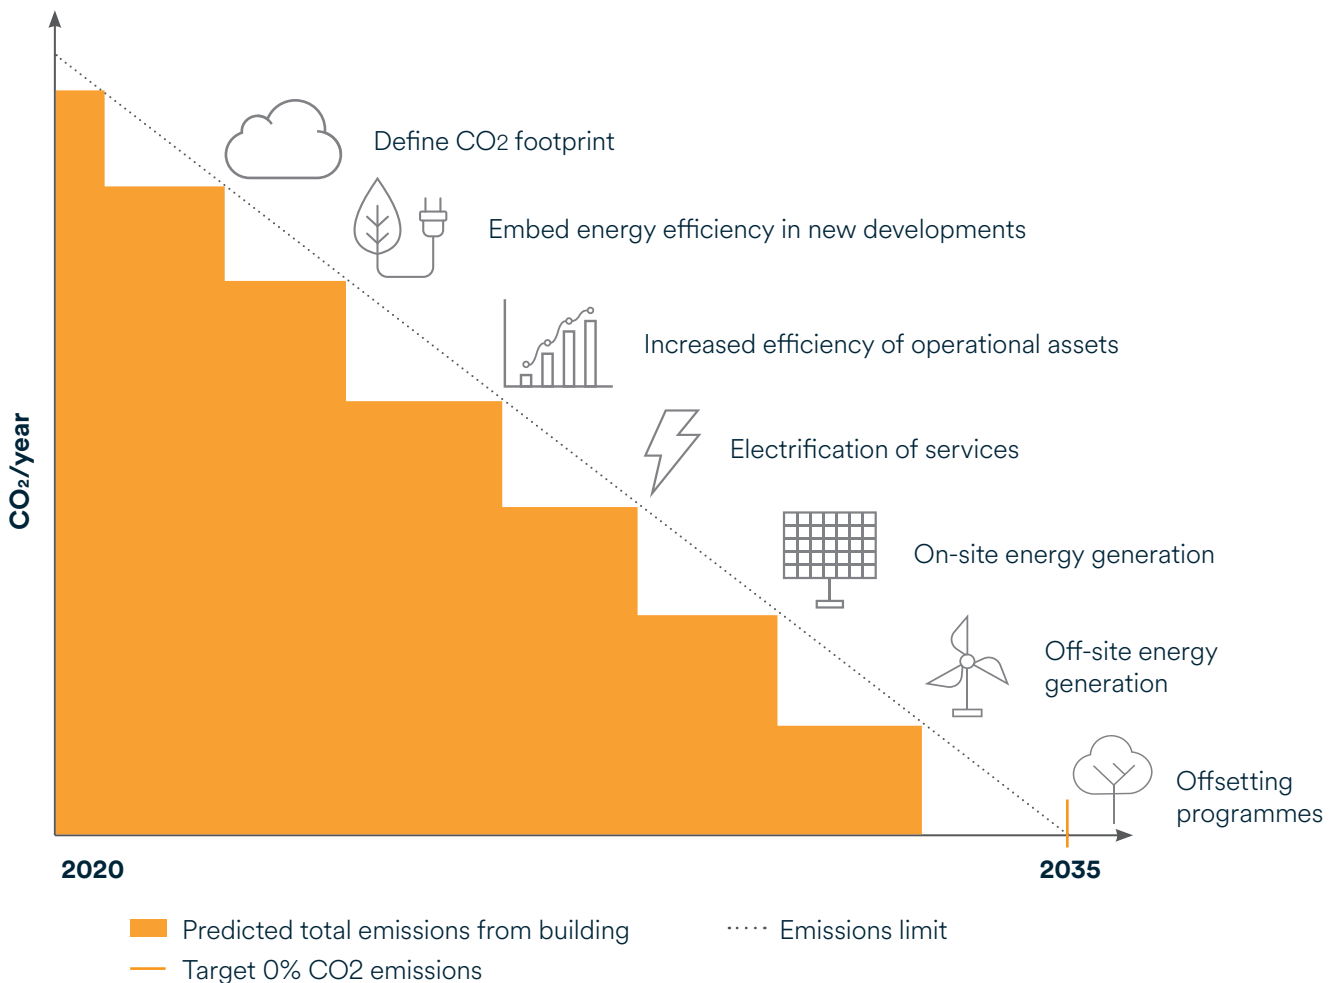 Define CO2 footprint
Embed energy efficiency in new developments
Increased efficiency of operational assets
CO₂/year
Electrification of services
On-site energy generation
Off-site energy
generation
Offsetting
programmes
2020
2035
Predicted total emissions from building
Emissions limit
Target 0% CO2 emissions